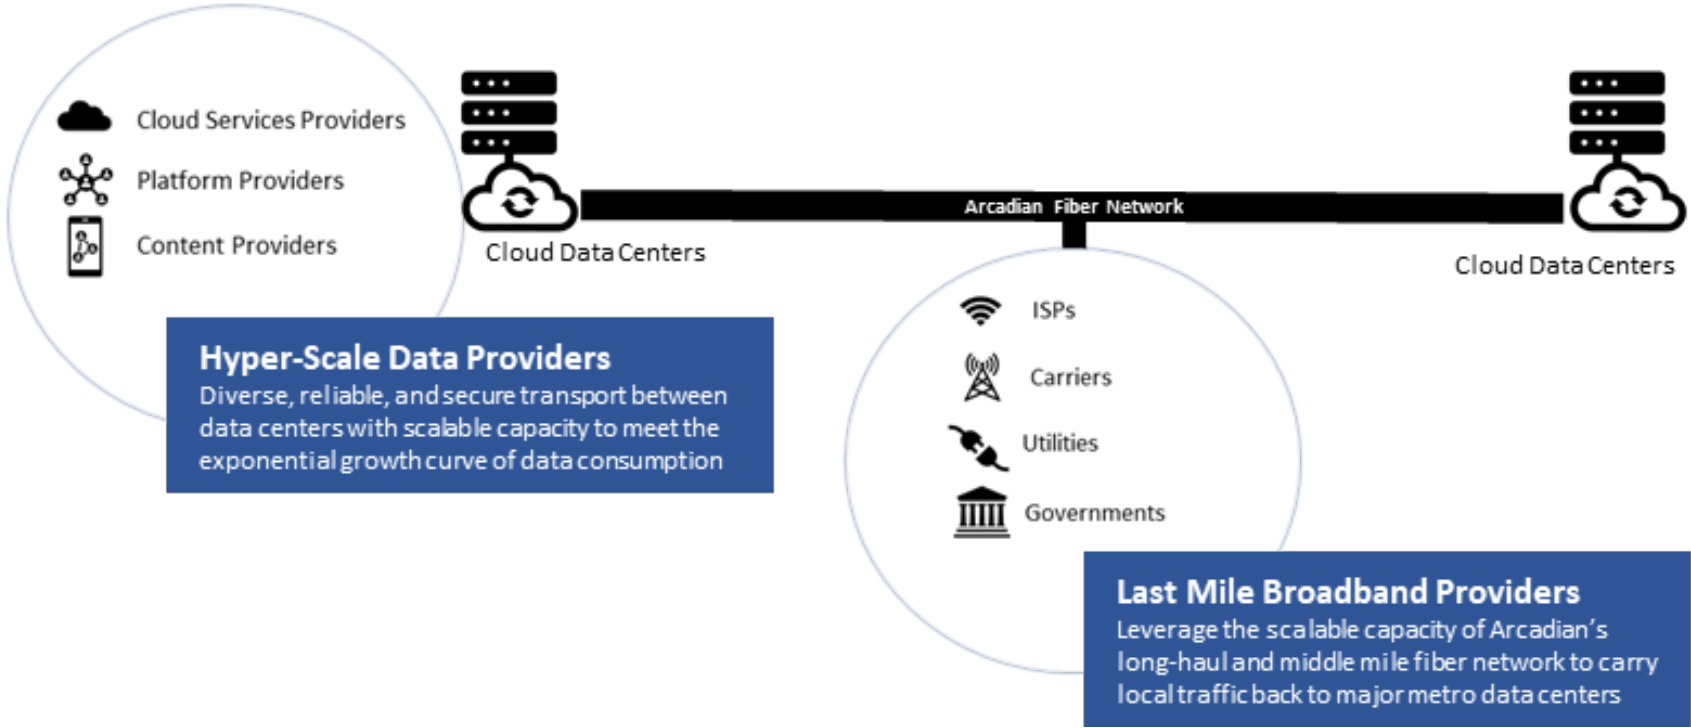 Cloud Services Providers
Platform Providers
Content Providers
Cloud Data Centers
Arcadian Fiber Network
Cloud Data Centers
Hyper-Scale Data Providers
Diverse, reliable, and secure transport between
data centers with scalable capacity to meet the
exponential growth curve of data consumption
ISPs
Carriers
Utilities
Governments
Last Mile Broadband Providers
Leverage the scalable capacity of Arcadian’s
long-haul and middle mile fiber network to carry
local traffic back to major metro data centers